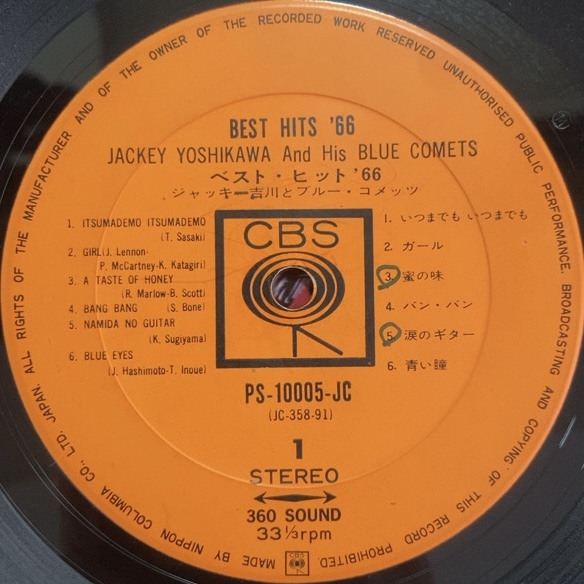 ALL RIGHTS OF THE MANUFACTURER AND OF THE OWNER OF THE RECORDED WORK RESERVED UNAUTHORISED PUBLIC PERFORMANCE. BROADCASTING AND COPYING OF THIS RECORD PROHIBITED
BEST HITS '66
JACKEY YOSHIKAWA And His BLUE COMETS
ベスト・ヒット'66
ジャッキー吉川とブルー・コメッツ
1. ITSUMADEMO ITSUMADEMO
(T. Sasaki)
2. GIRL(J. Lennon-
P. McCartney-K. Katagiri)
3. A TASTE OF HONEY
(R. Marlow-B. Scott)
4. BANG BANG (S. Bone)
5. NAMIDA NO GUITAR
(K. Sugiyama)
6. BLUE EYES
(J. Hashimoto-T. Inoue)
CBS
1. いつまでも いつまでも
2. ガール
3. 蜜の味
4. バン・バン
5. 涙のギター
6. 青い瞳
PS-10005-JC
(JC-358-91)
1
STEREO
360 SOUND
33⅓rpm
CBS
MADE BY NIPPON COLUMBIA CO., LTD. JAPAN.